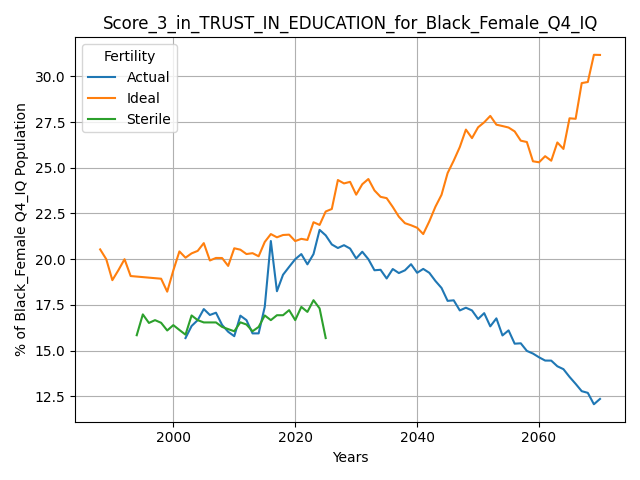 Score_3_in_TRUST_IN_EDUCATION_for_Black_Female_Q4_IQ
Fertility
Actual
Ideal
Sterile
% of Black_Female Q4_IQ Population
30.0
27.5
25.0
22.5
20.0
17.5
15.0
12.5
2000
2020
2040
2060
Years